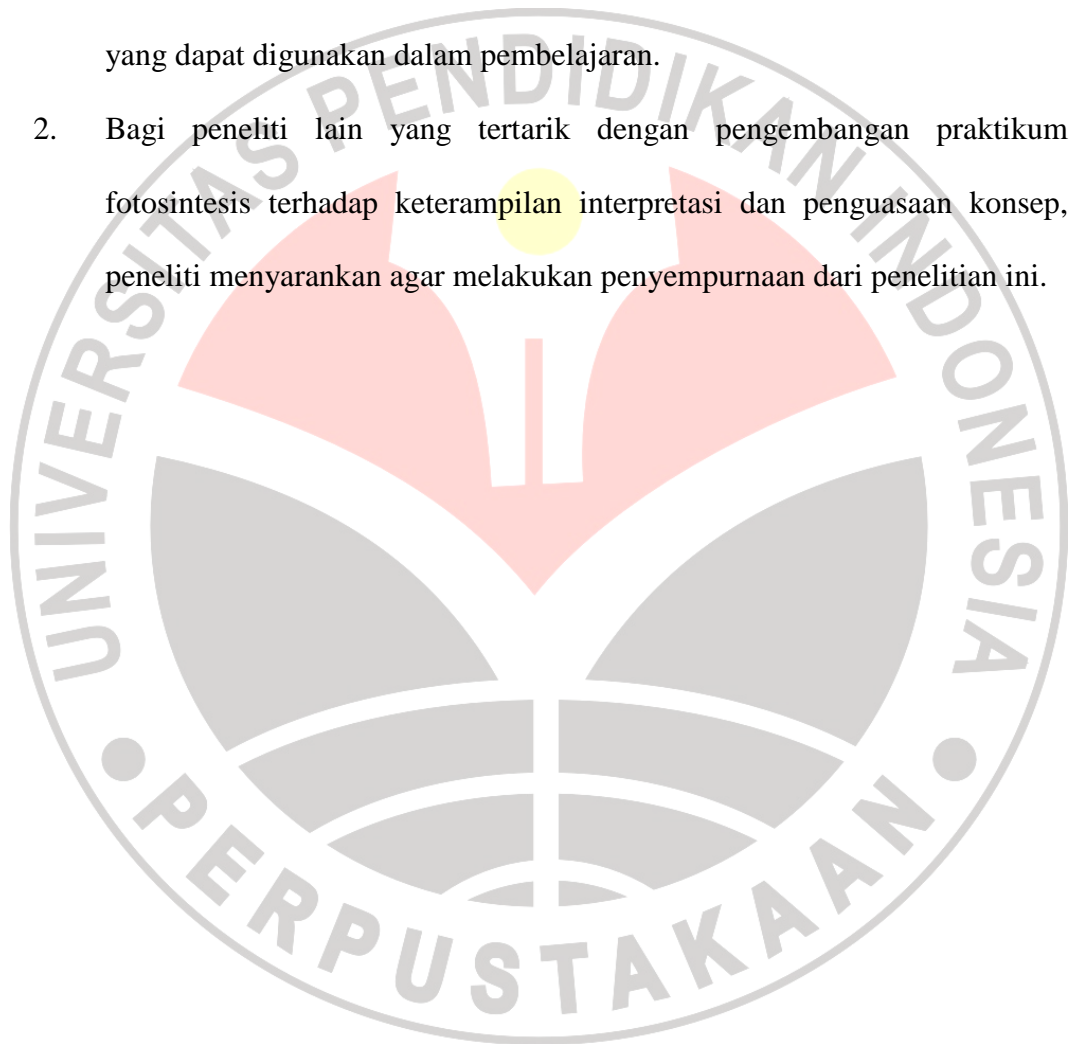 yang dapat digunakan dalam pembelajaran.
2. Bagi peneliti lain yang tertarik dengan pengembangan praktikum
fotosintesis terhadap keterampilan interpretasi dan penguasaan konsep,
peneliti menyarankan agar melakukan penyempurnaan dari penelitian ini.
UNIVERSITAS PENDIDIKAN INDONESIA
PERPUSTAKAAN